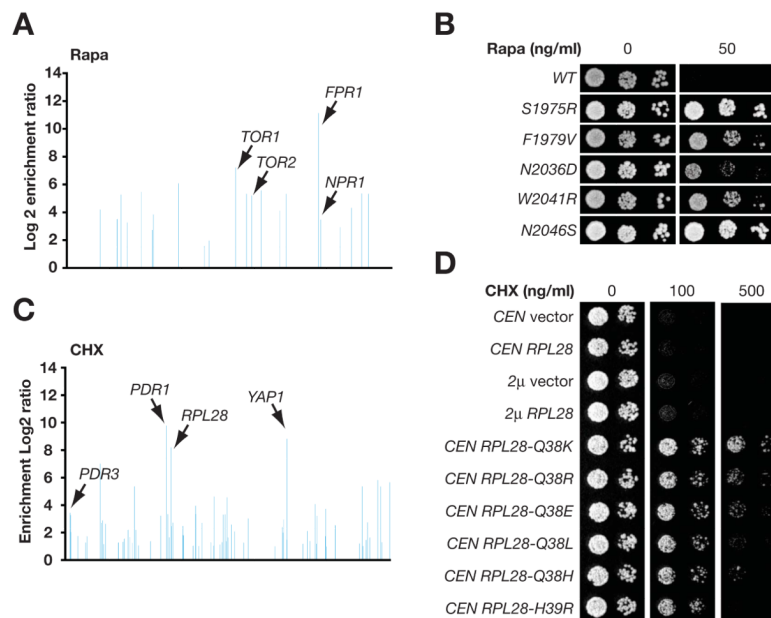 A
Rapa
Log 2 enrichment ratio
14
12
10
8
6
4
2
0
FPR1
TOR1
TOR2
NPR1
B
Rapa (ng/ml) 0 50
WT
S1975R
F1979V
N2036D
W2041R
N2046S
C
CHX
Enrichment Log2 ratio
14
12
10
8
6
4
2
0
PDR1
RPL28
YAP1
PDR3
D
CHX (ng/ml) 0 100 500
CEN vector
CEN RPL28
2μ vector
2μ RPL28
CEN RPL28-Q38K
CEN RPL28-Q38R
CEN RPL28-Q38E
CEN RPL28-Q38L
CEN RPL28-Q38H
CEN RPL28-H39R